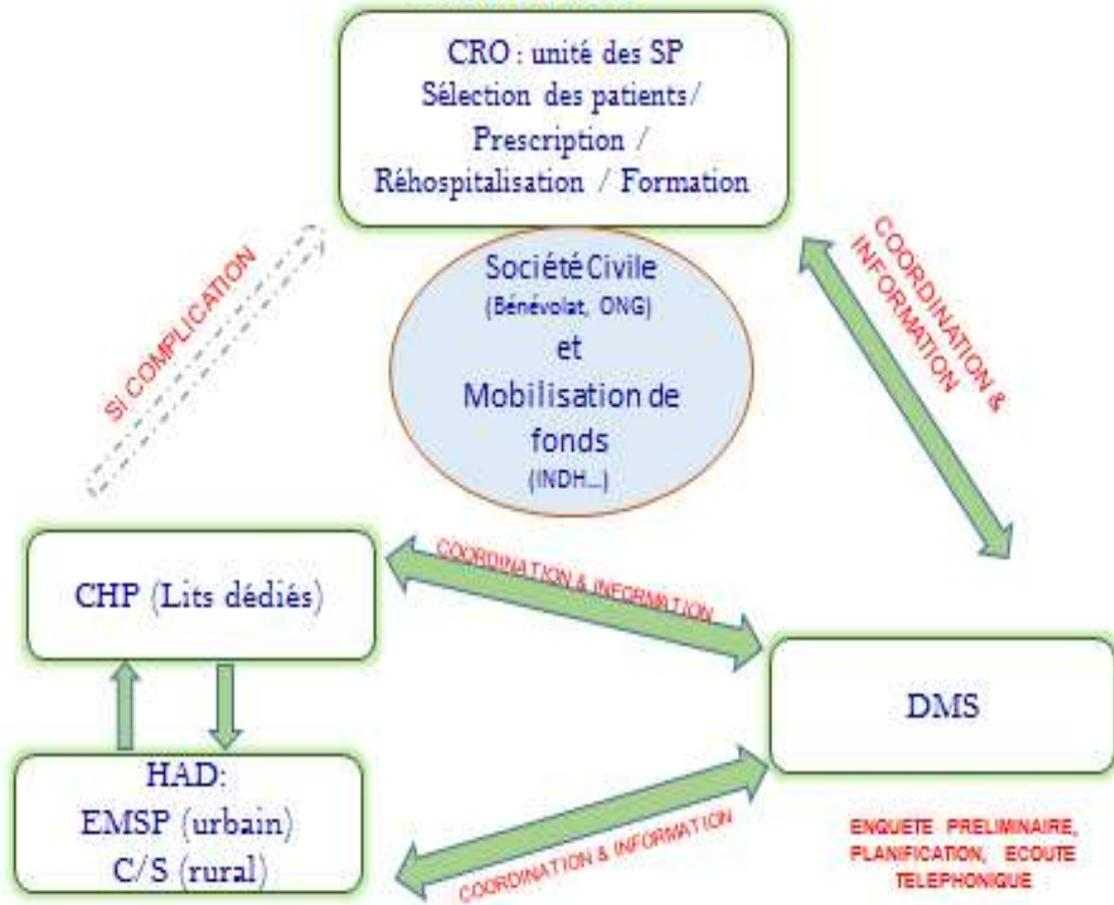 CRO : unité des SP
Sélection des patients/
Prescription /
Réhospitalisation / Formation
Société Civile
(Bénévolat, ONG)
et
Mobilisation de
fonds
(INDH...)
SI COMPLICATION
COORDINATION &
INFORMATION
CHP (Lits dédiés)
COORDINATION & INFORMATION
DMS
HAD:
EMSP (urbain)
C/S (rural)
COORDINATION & INFORMATION
ENQUETE PRELIMINAIRE,
PLANIFICATION, ECOUTE
TELEPHONIQUE